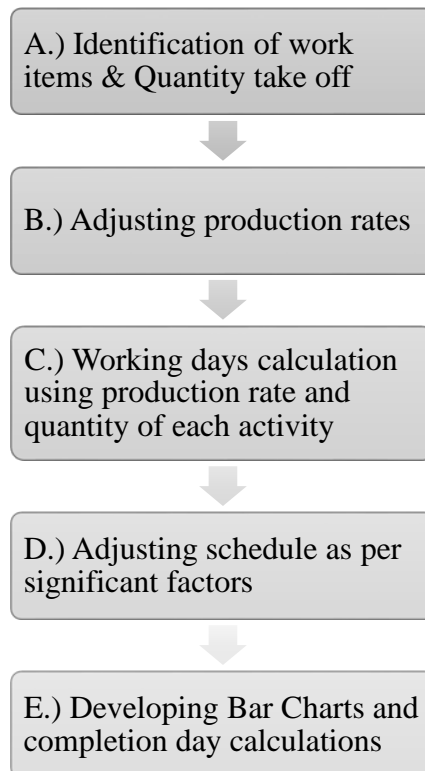 A.) Identification of work
items & Quantity take off
B.) Adjusting production rates
C.) Working days calculation
using production rate and
quantity of each activity
D.) Adjusting schedule as per
significant factors
E.) Developing Bar Charts and
completion day calculations